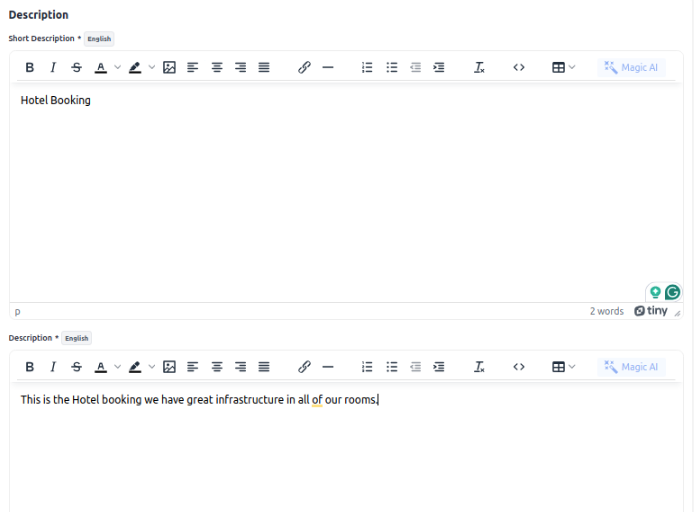 Description
Short Description * English
B I S A Magic AI
Hotel Booking
p 2 words tiny
Description * English
B I S A Magic AI
This is the Hotel booking we have great infrastructure in all of our rooms.